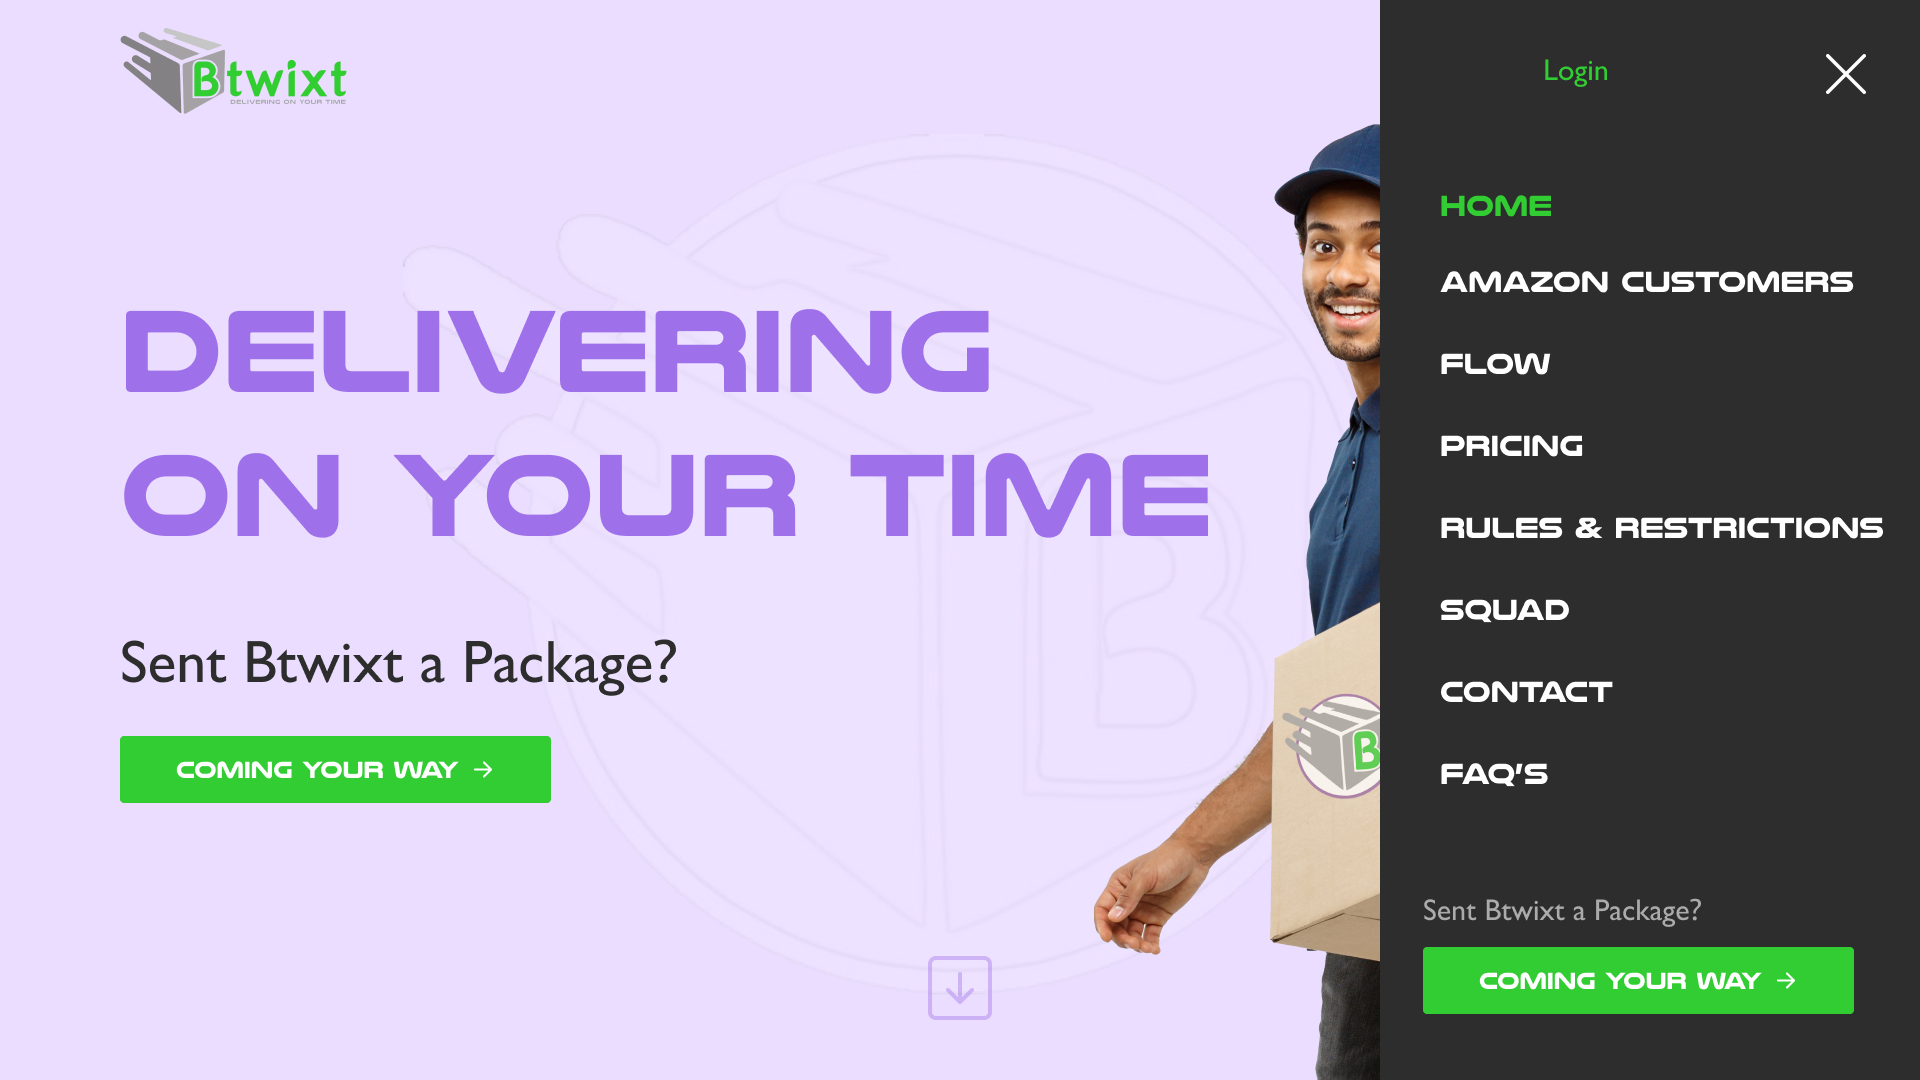 Btwixt
DELIVERING ON YOUR TIME
Login
HOME
AMAZON CUSTOMERS
FLOW
PRICING
RULES & RESTRICTIONS
SQUAD
CONTACT
FAQ'S
Sent Btwixt a Package?
COMING YOUR WAY →
DELIVERING
ON YOUR TIME
Sent Btwixt a Package?
COMING YOUR WAY →
B
B